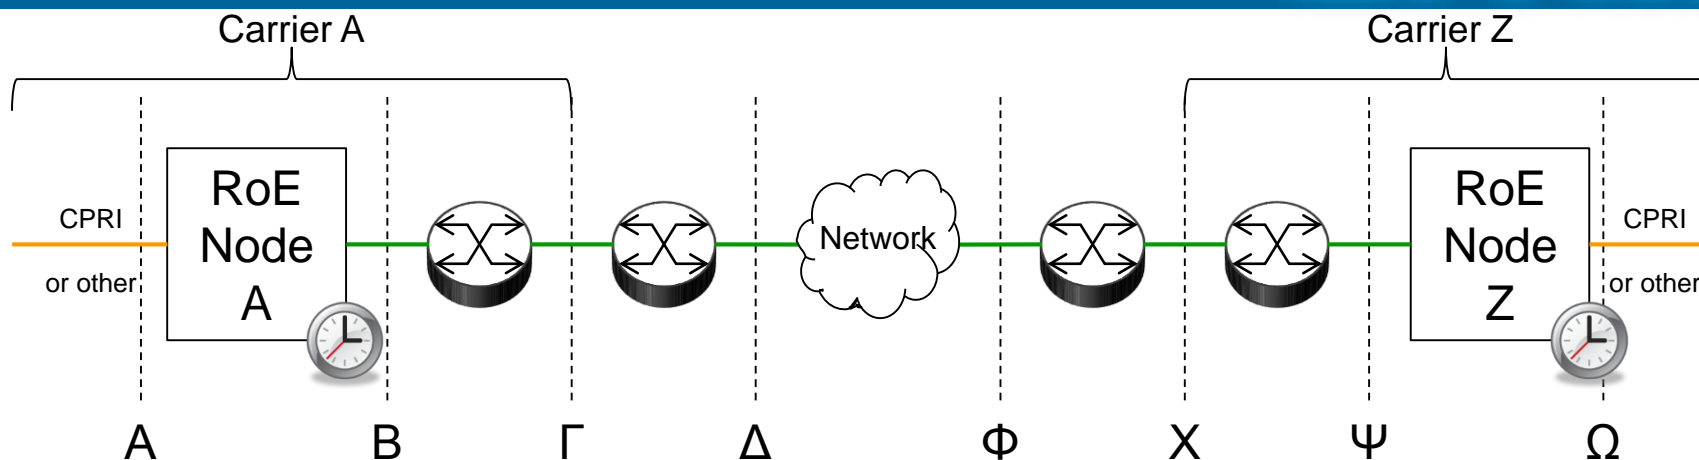 Carrier A
Carrier Z
CPRI
or other
RoE
Node
A
Network
RoE
Node
Z
CPRI
or other
Α
Β
Γ
Δ
Φ
Χ
Ψ
Ω